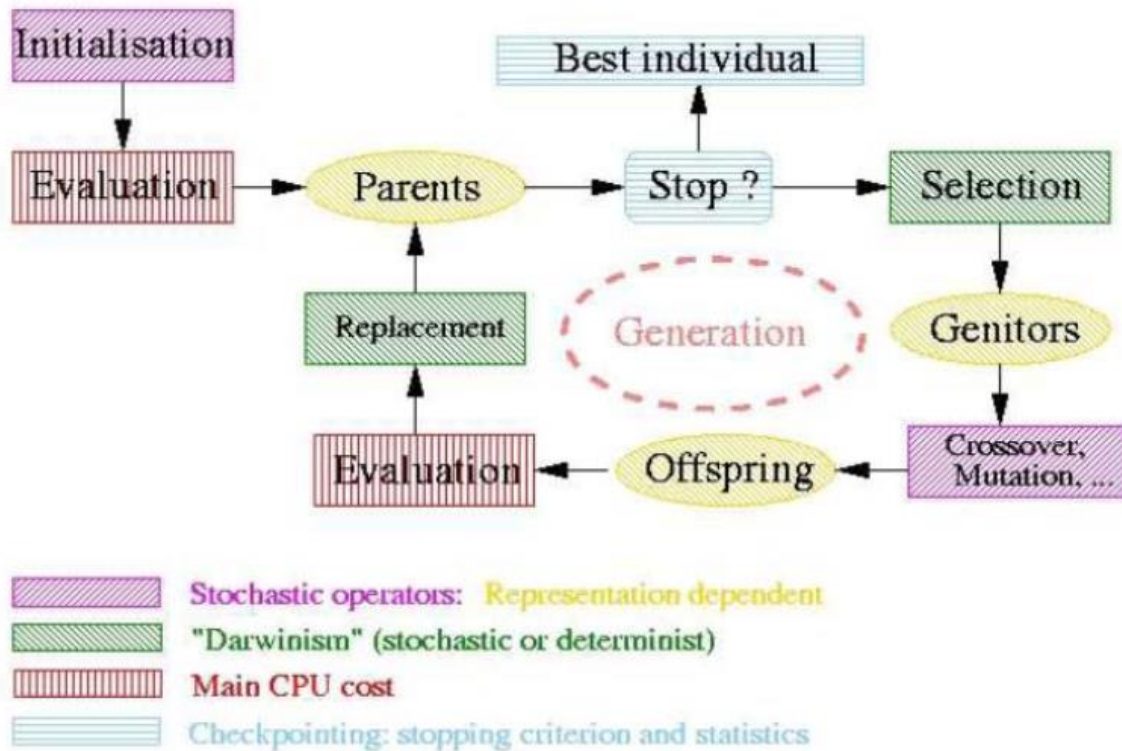 Initialisation
Best individual
Evaluation
Parents
Stop ?
Selection
Replacement
Generation
Genitors
Evaluation
Offspring
Crossover,
Mutation, ...
Stochastic operators: Representation dependent
"Darwinism" (stochastic or determinist)
Main CPU cost
Checkpointing: stopping criterion and statistics